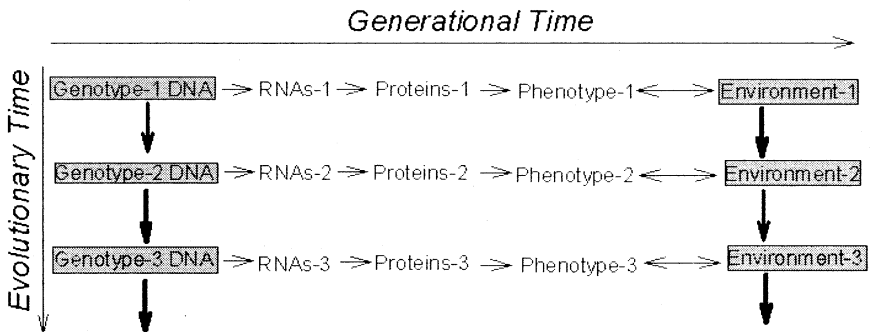 Generational Time
Evolutionary Time
Genotype-1 DNA RNAs-1 Proteins-1 Phenotype-1 Environment-1
Genotype-2 DNA RNAs-2 Proteins-2 Phenotype-2 Environment-2
Genotype-3 DNA RNAs-3 Proteins-3 Phenotype-3 Environment-3